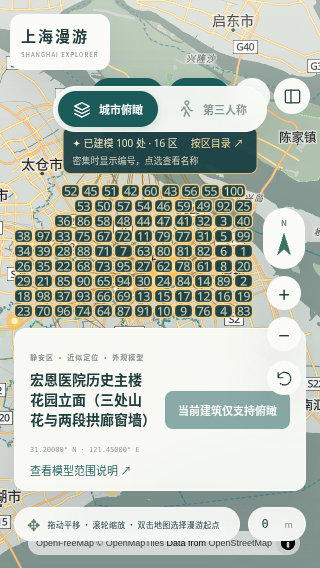 启东市
上海漫游
SHANGHAI EXPLORER
兴隆沙
G40
城市俯瞰
第三人称
陈家镇
✦ 已建模 100 处 · 16 区 按区目录 ↗
密集时显示编号，点选查看名称
太仓市
52 45 51 42 60 43 56 55 100
53 50 57 54 46 59 49 92 25
36 86 58 48 44 47 41 32 3 40
38 97 33 75 67 72 11 79 77 31 5 99
34 39 28 88 71 7 63 80 81 82 6 1
26 35 22 68 73 95 27 62 78 61 8 20
29 21 85 90 65 94 30 24 84 14 89 2
18 98 37 93 66 69 13 15 17 12 16 19
23 70 96 74 64 87 91 10 9 76 4 83
N
S2
静安区 · 近似定位 · 外观模型
宏恩医院历史主楼
花园立面（三处山
花与两段拱廊窗墙）
当前建筑仅支持俯瞰
31.20000° N · 121.45000° E
查看模型范围说明 ↗
拖动平移 · 滚轮缩放 · 双击地图选择漫游起点
0 m
OpenFreeMap © OpenMapTiles Data from OpenStreetMap